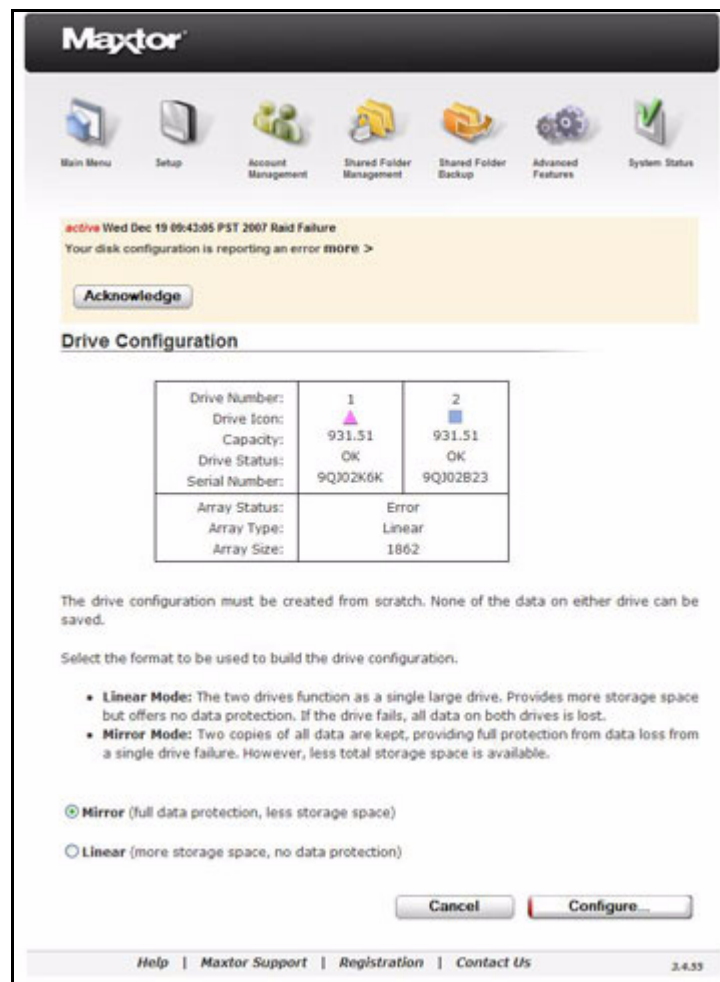 Maxtor
Main Menu
Setup
Account Management
Shared Folder Management
Shared Folder Backup
Advanced Features
System Status
active Wed Dec 19 09:43:05 PST 2007 Raid Failure
Your disk configuration is reporting an error more >
Acknowledge
Drive Configuration
Drive Number: 1 2
Drive Icon:
Capacity: 931.51 931.51
Drive Status: OK OK
Serial Number: 9QJ02K6K 9QJ02B23
Array Status: Error
Array Type: Linear
Array Size: 1862
The drive configuration must be created from scratch. None of the data on either drive can be
saved.
Select the format to be used to build the drive configuration.
• Linear Mode: The two drives function as a single large drive. Provides more storage space
but offers no data protection. If the drive fails, all data on both drives is lost.
• Mirror Mode: Two copies of all data are kept, providing full protection from data loss from
a single drive failure. However, less total storage space is available.
Mirror (full data protection, less storage space)
Linear (more storage space, no data protection)
Cancel
Configure...
Help | Maxtor Support | Registration | Contact Us